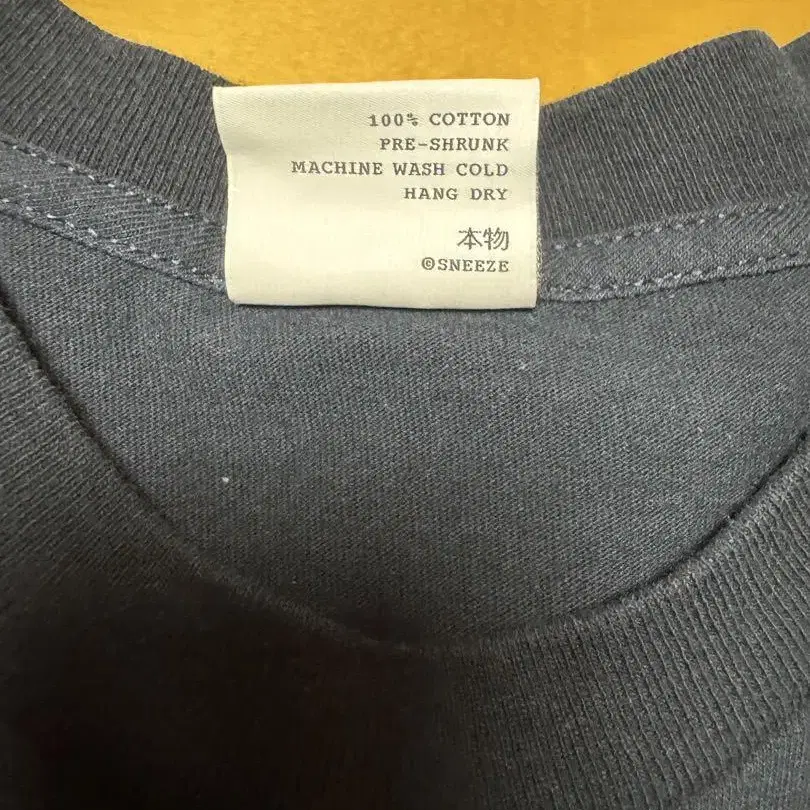 100% COTTON
PRE-SHRUNK
MACHINE WASH COLD
HANG DRY
本物
©SNEEZE